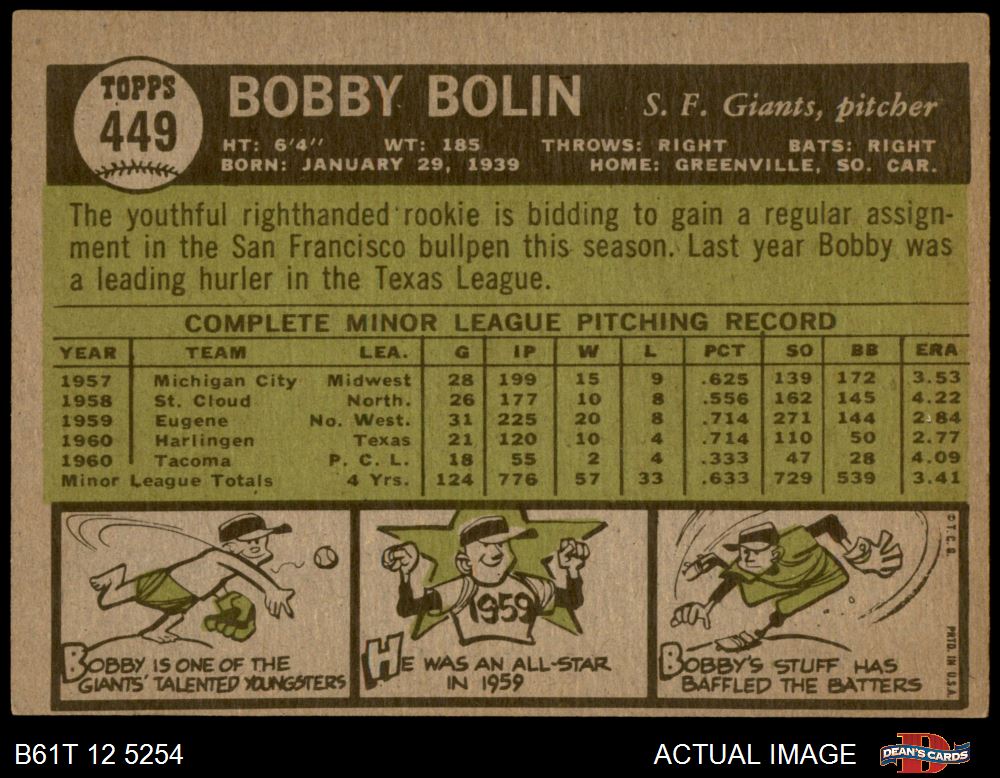 TOPPS
449
BOBBY BOLIN S. F. Giants, pitcher
HT: 6'4" WT: 185 THROWS: RIGHT BATS: RIGHT
BORN: JANUARY 29, 1939 HOME: GREENVILLE, SO. CAR.
The youthful righthanded rookie is bidding to gain a regular assign-
ment in the San Francisco bullpen this season. Last year Bobby was
a leading hurler in the Texas League.
COMPLETE MINOR LEAGUE PITCHING RECORD
YEAR TEAM LEA. G IP W L PCT SO BB ERA
1957 Michigan City Midwest 28 199 15 9 .625 139 172 3.53
1958 St. Cloud North. 26 177 10 8 .556 162 145 4.22
1959 Eugene No. West. 31 225 20 8 .714 271 144 2.84
1960 Harlingen Texas 21 120 10 4 .714 110 50 2.77
1960 Tacoma P. C. L. 18 55 2 4 .333 47 28 4.09
Minor League Totals 4 Yrs. 124 776 57 33 .633 729 539 3.41
BOBBY IS ONE OF THE
GIANTS' TALENTED YOUNGSTERS
1959
HE WAS AN ALL-STAR
IN 1959
BOBBY'S STUFF HAS
BAFFLED THE BATTERS
© T. C. G.
PRTD. IN U.S.A.
B61T 12 5254
ACTUAL IMAGE
DEAN'S CARDS